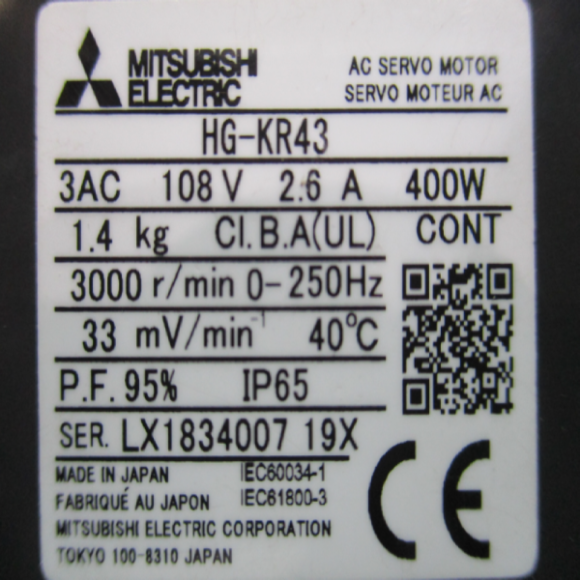 MITSUBISHI ELECTRIC
AC SERVO MOTOR
SERVO MOTEUR AC
HG-KR43
3AC 108 V 2.6 A 400W
1.4 kg CI.B.A(UL) CONT
3000 r/min 0-250Hz
33 mV/min⁻¹ 40℃
P.F. 95% IP65
SER. LX1834007 19X
MADE IN JAPAN IEC60034-1
FABRIQUÉ AU JAPON IEC61800-3
MITSUBISHI ELECTRIC CORPORATION
TOKYO 100-8310 JAPAN
CE